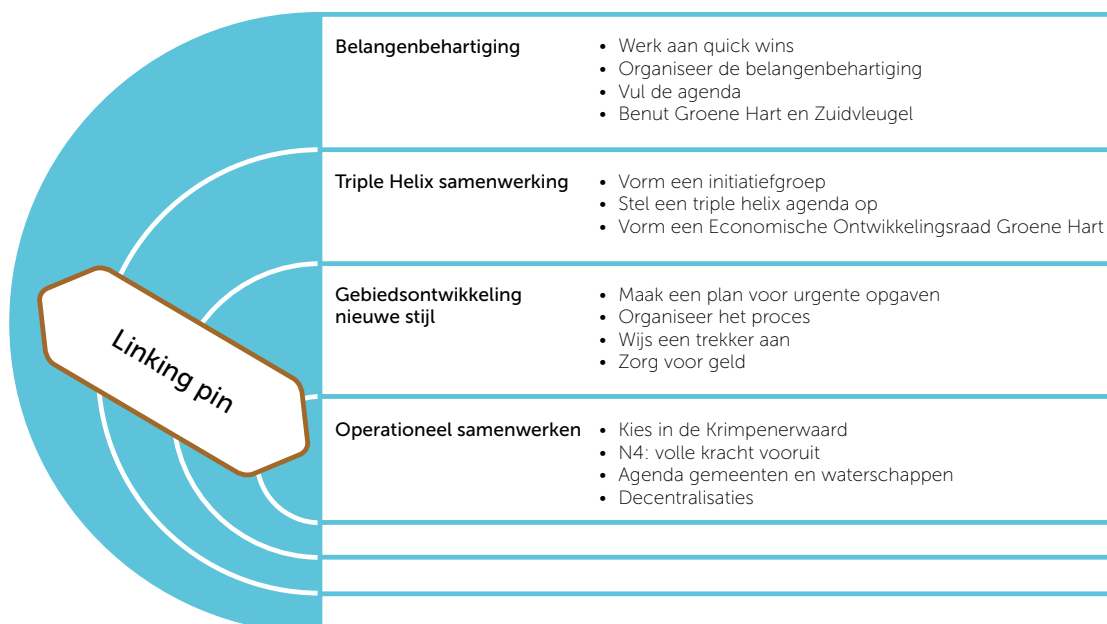 Belangenbehartiging
• Werk aan quick wins
• Organiseer de belangenbehartiging
• Vul de agenda
• Benut Groene Hart en Zuidvleugel
Triple Helix samenwerking
• Vorm een initiatiefgroep
• Stel een triple helix agenda op
• Vorm een Economische Ontwikkelingsraad Groene Hart
Gebiedsontwikkeling
nieuwe stijl
• Maak een plan voor urgente opgaven
• Organiseer het proces
• Wijs een trekker aan
• Zorg voor geld
Linking pin
Operationeel samenwerken
• Kies in de Krimpenerwaard
• N4: volle kracht vooruit
• Agenda gemeenten en waterschappen
• Decentralisaties